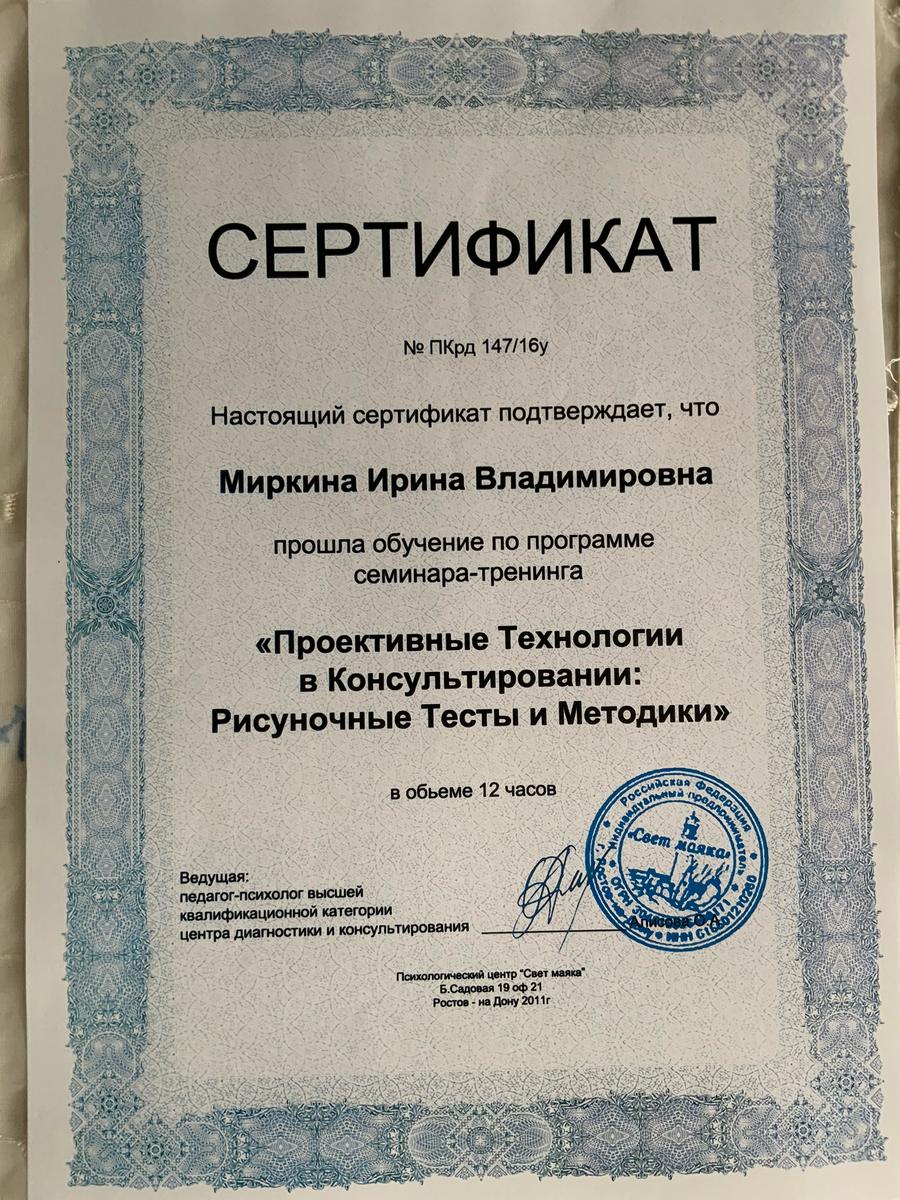 СЕРТИФИКАТ
№ ПКрд 147/16у
Настоящий сертификат подтверждает, что
Миркина Ирина Владимировна
прошла обучение по программе
семинара-тренинга
«Проективные Технологии
в Консультировании:
Рисуночные Тесты и Методики»
в обьеме 12 часов
Российская Федерация
Индивидуальный предприниматель
«Свет маяка»
Ведущая:
педагог-психолог высшей
квалификационной категории
центра диагностики и консультирования
Алисова О.А.
Психологический центр "Свет маяка"
Б.Садовая 19 оф 21
Ростов - на Дону 2011г